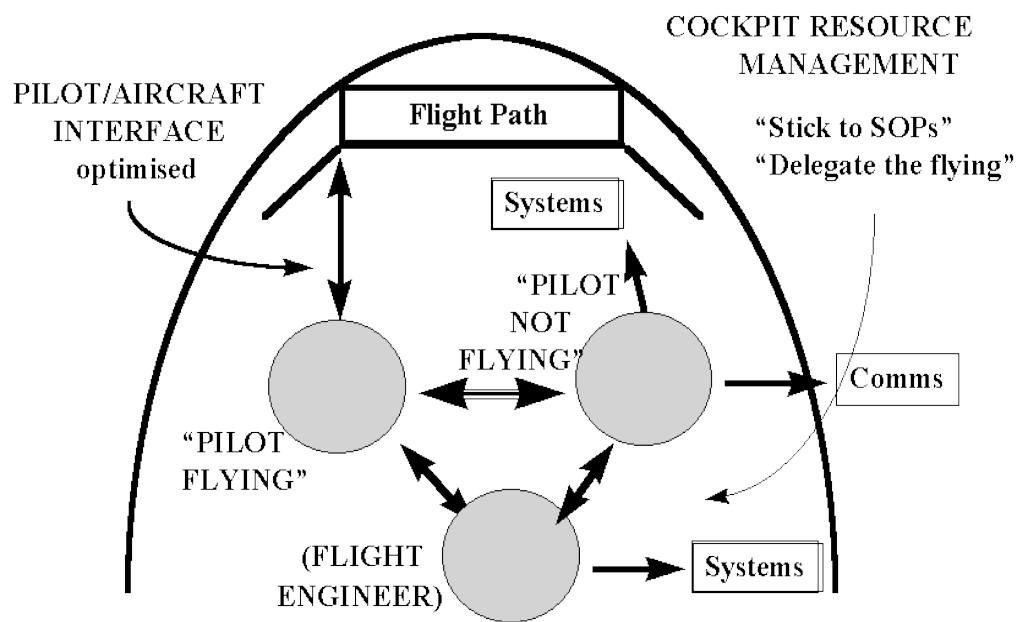 COCKPIT RESOURCE
MANAGEMENT
“Stick to SOPs”
“Delegate the flying”
PILOT/AIRCRAFT
INTERFACE
optimised
Flight Path
Systems
“PILOT
NOT
FLYING”
Comms
“PILOT
FLYING”
(FLIGHT
ENGINEER)
Systems